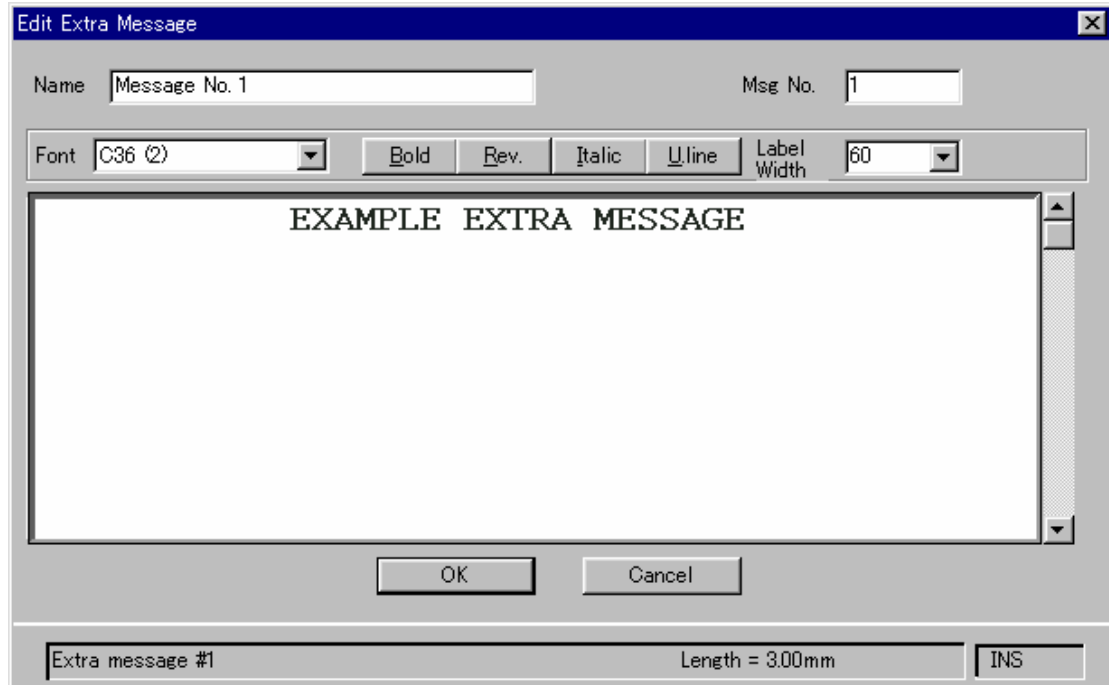 Edit Extra Message
Name Message No. 1 Msg No. 1
Font C36 (2) Bold Rev. Italic U.line Label Width 60
EXAMPLE EXTRA MESSAGE
OK Cancel
Extra message #1 Length = 3.00mm INS